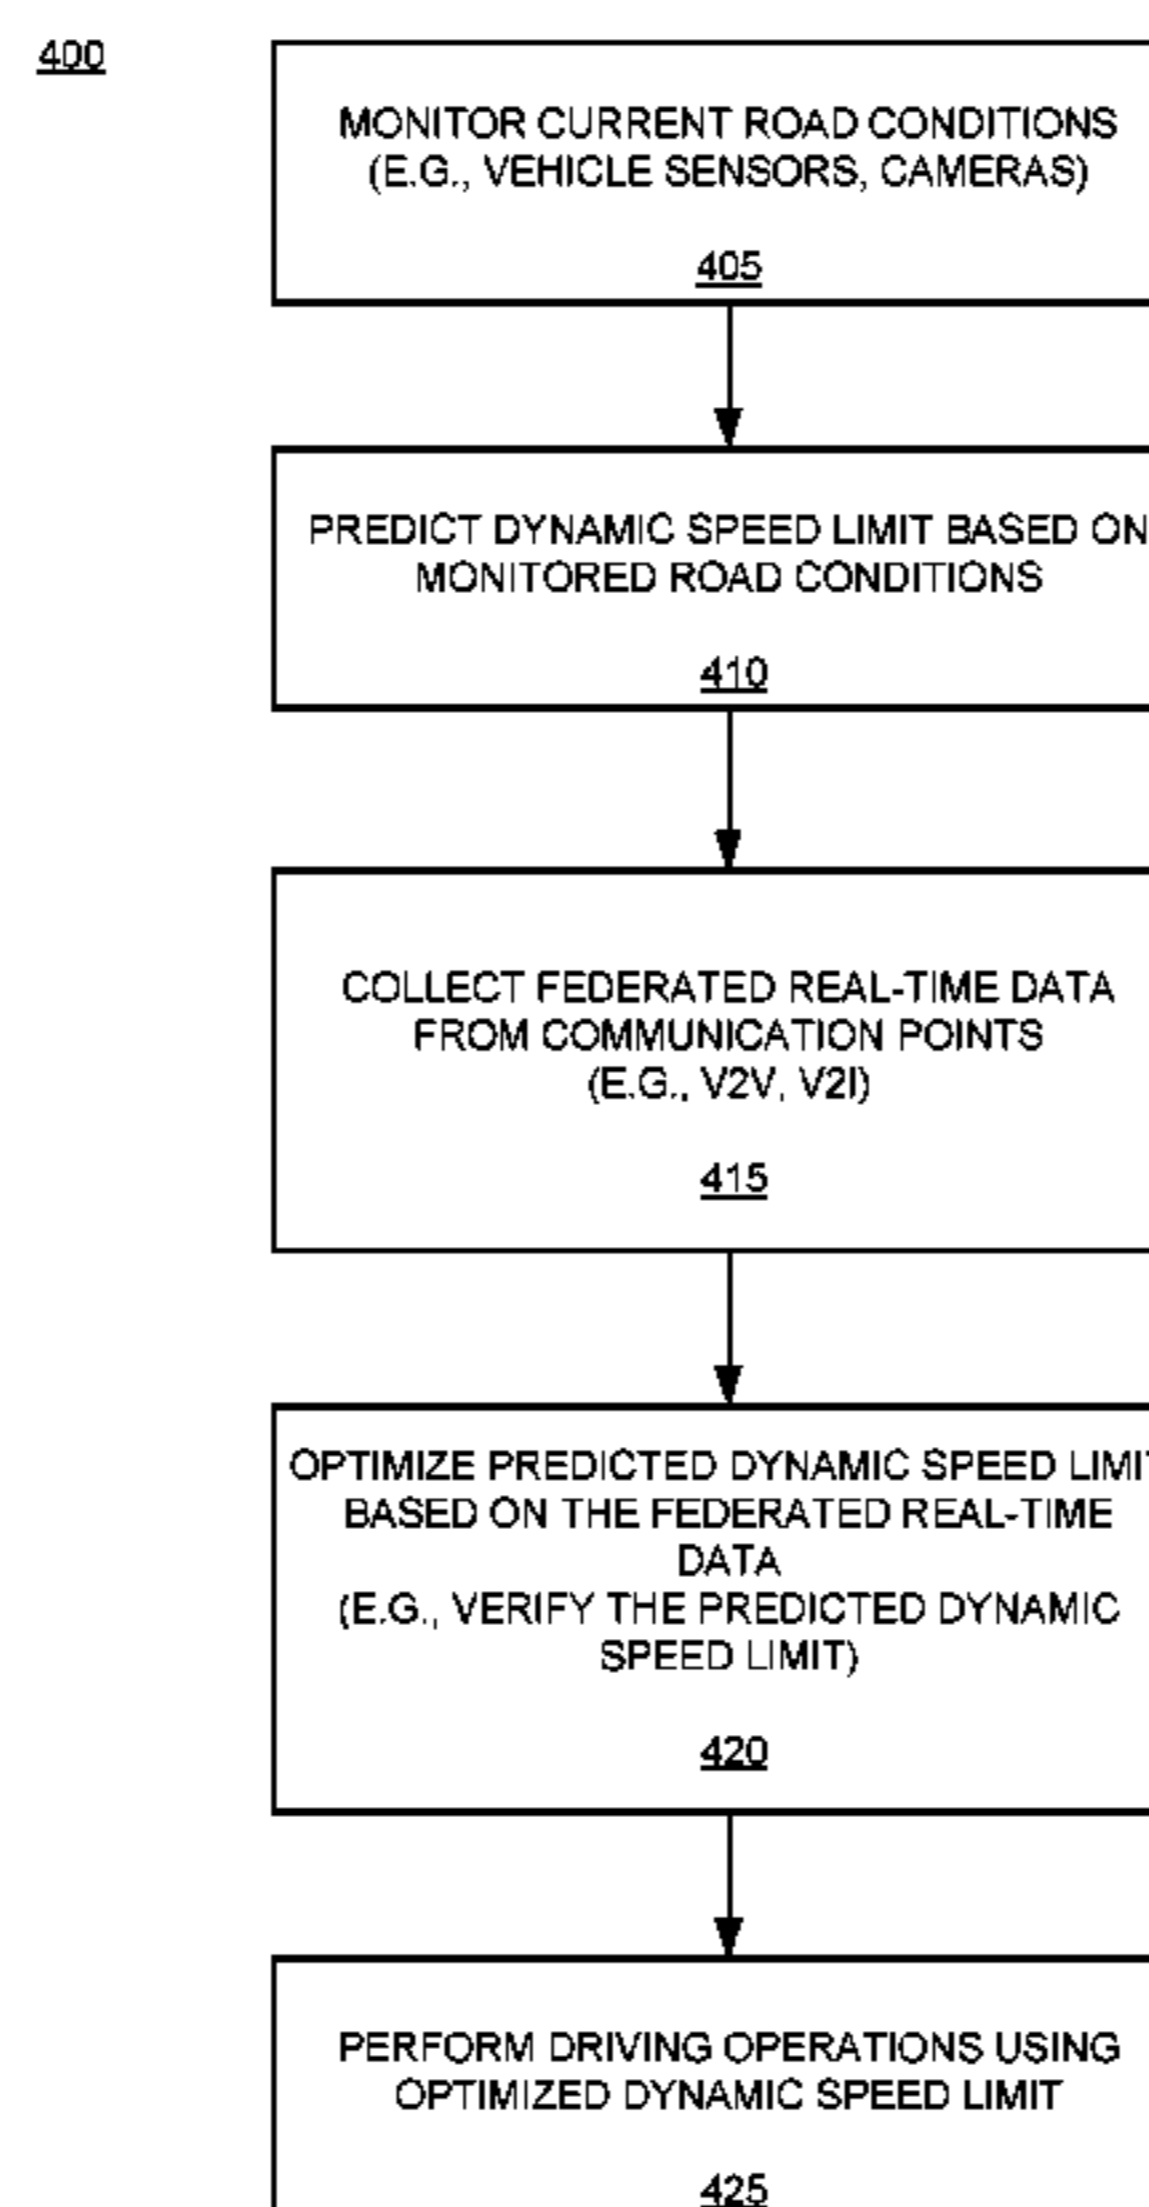 400
MONITOR CURRENT ROAD CONDITIONS
(E.G., VEHICLE SENSORS, CAMERAS)
405
PREDICT DYNAMIC SPEED LIMIT BASED ON
MONITORED ROAD CONDITIONS
410
COLLECT FEDERATED REAL-TIME DATA
FROM COMMUNICATION POINTS
(E.G., V2V, V2I)
415
OPTIMIZE PREDICTED DYNAMIC SPEED LIMIT
BASED ON THE FEDERATED REAL-TIME
DATA
(E.G., VERIFY THE PREDICTED DYNAMIC
SPEED LIMIT)
420
PERFORM DRIVING OPERATIONS USING
OPTIMIZED DYNAMIC SPEED LIMIT
425